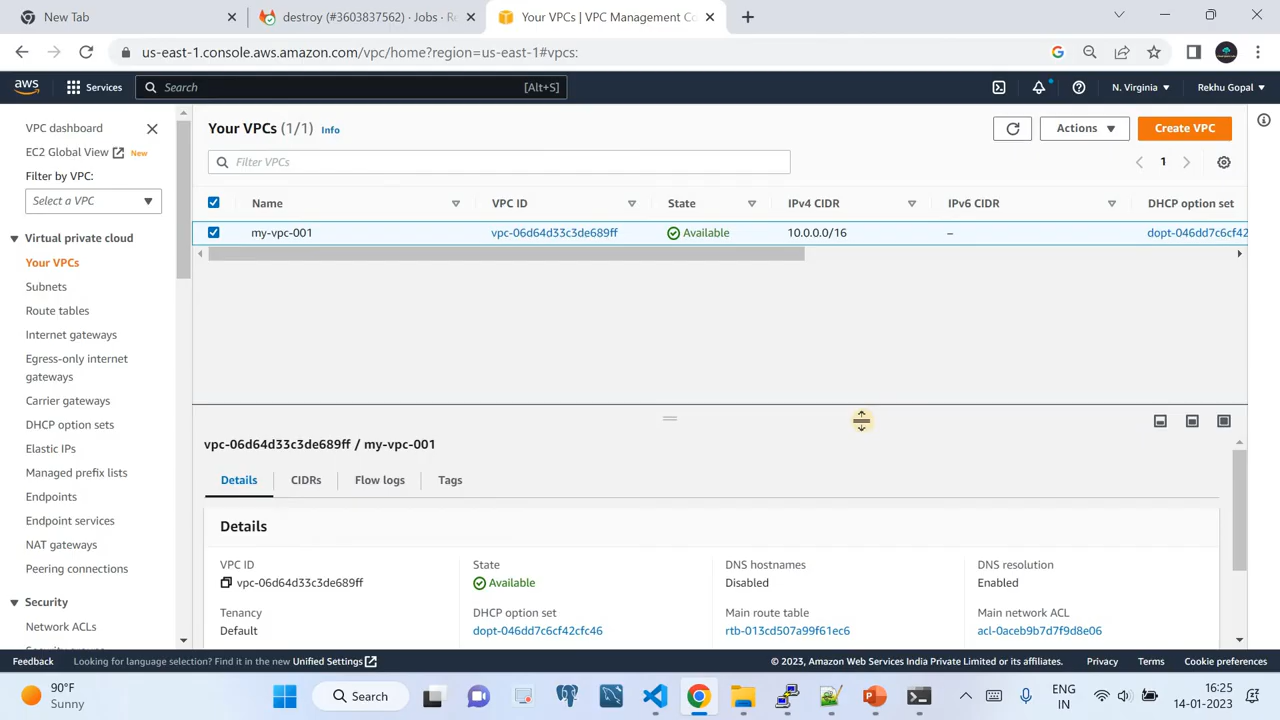 New Tab
destroy (#3603837562) · Jobs · Re
Your VPCs | VPC Management Co
us-east-1.console.aws.amazon.com/vpc/home?region=us-east-1#vpcs:
aws
Services
Search
[Alt+S]
N. Virginia
Rekhu Gopal
VPC dashboard
EC2 Global View
New
Filter by VPC:
Select a VPC
Virtual private cloud
Your VPCs
Subnets
Route tables
Internet gateways
Egress-only internet
gateways
Carrier gateways
DHCP option sets
Elastic IPs
Managed prefix lists
Endpoints
Endpoint services
NAT gateways
Peering connections
Security
Network ACLs
Your VPCs (1/1) Info
Actions
Create VPC
Filter VPCs
1
Name
VPC ID
State
IPv4 CIDR
IPv6 CIDR
DHCP option set
my-vpc-001
vpc-06d64d33c3de689ff
Available
10.0.0.0/16
–
dopt-046dd7c6cf42
vpc-06d64d33c3de689ff / my-vpc-001
Details
CIDRs
Flow logs
Tags
Details
VPC ID
State
DNS hostnames
DNS resolution
vpc-06d64d33c3de689ff
Available
Disabled
Enabled
Tenancy
DHCP option set
Main route table
Main network ACL
Default
dopt-046dd7c6cf42cfc46
rtb-013cd507a99f61ec6
acl-0aceb9b7d7f9d8e06
Feedback
Looking for language selection? Find it in the new Unified Settings
© 2023, Amazon Web Services India Private Limited or its affiliates.
Privacy
Terms
Cookie preferences
90°F
Sunny
Search
ENG
IN
16:25
14-01-2023